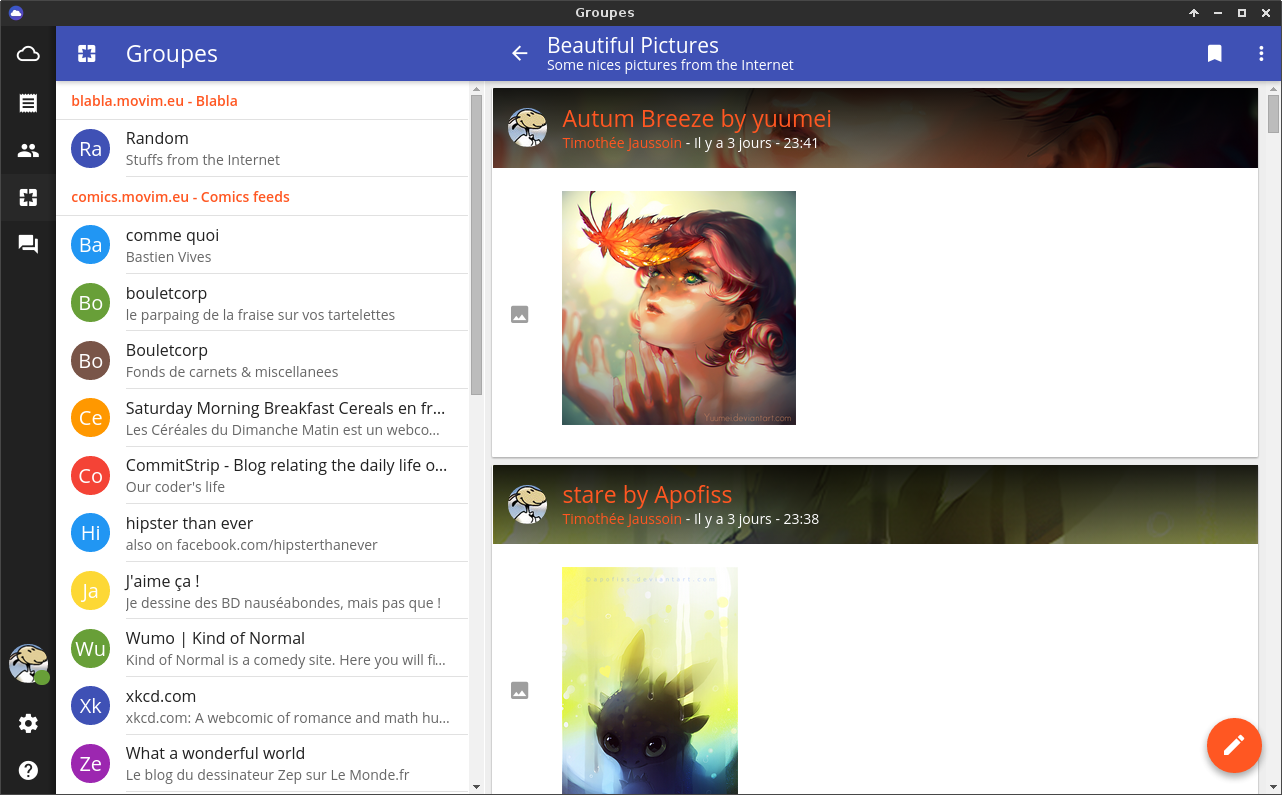 Groupes
Groupes
blabla.movim.eu - Blabla
Ra
Random
Stuffs from the Internet
comics.movim.eu - Comics feeds
Ba
comme quoi
Bastien Vives
Bo
bouletcorp
le parpaing de la fraise sur vos tartelettes
Bo
Bouletcorp
Fonds de carnets & miscellanees
Ce
Saturday Morning Breakfast Cereals en fr...
Les Céréales du Dimanche Matin est un webco...
Co
CommitStrip - Blog relating the daily life o...
Our coder's life
Hi
hipster than ever
also on facebook.com/hipsterthanever
Ja
J'aime ça !
Je dessine des BD nauséabondes, mais pas que !
Wu
Wumo | Kind of Normal
Kind of Normal is a comedy site. Here you will fi...
Xk
xkcd.com
xkcd.com: A webcomic of romance and math hu...
Ze
What a wonderful world
Le blog du dessinateur Zep sur Le Monde.fr
Beautiful Pictures
Some nices pictures from the Internet
Autum Breeze by yuumei
Timothée Jaussoin - Il y a 3 jours - 23:41
Yuumei.deviantart.com
stare by Apofiss
Timothée Jaussoin - Il y a 3 jours - 23:38
©apofiss.deviantart.com